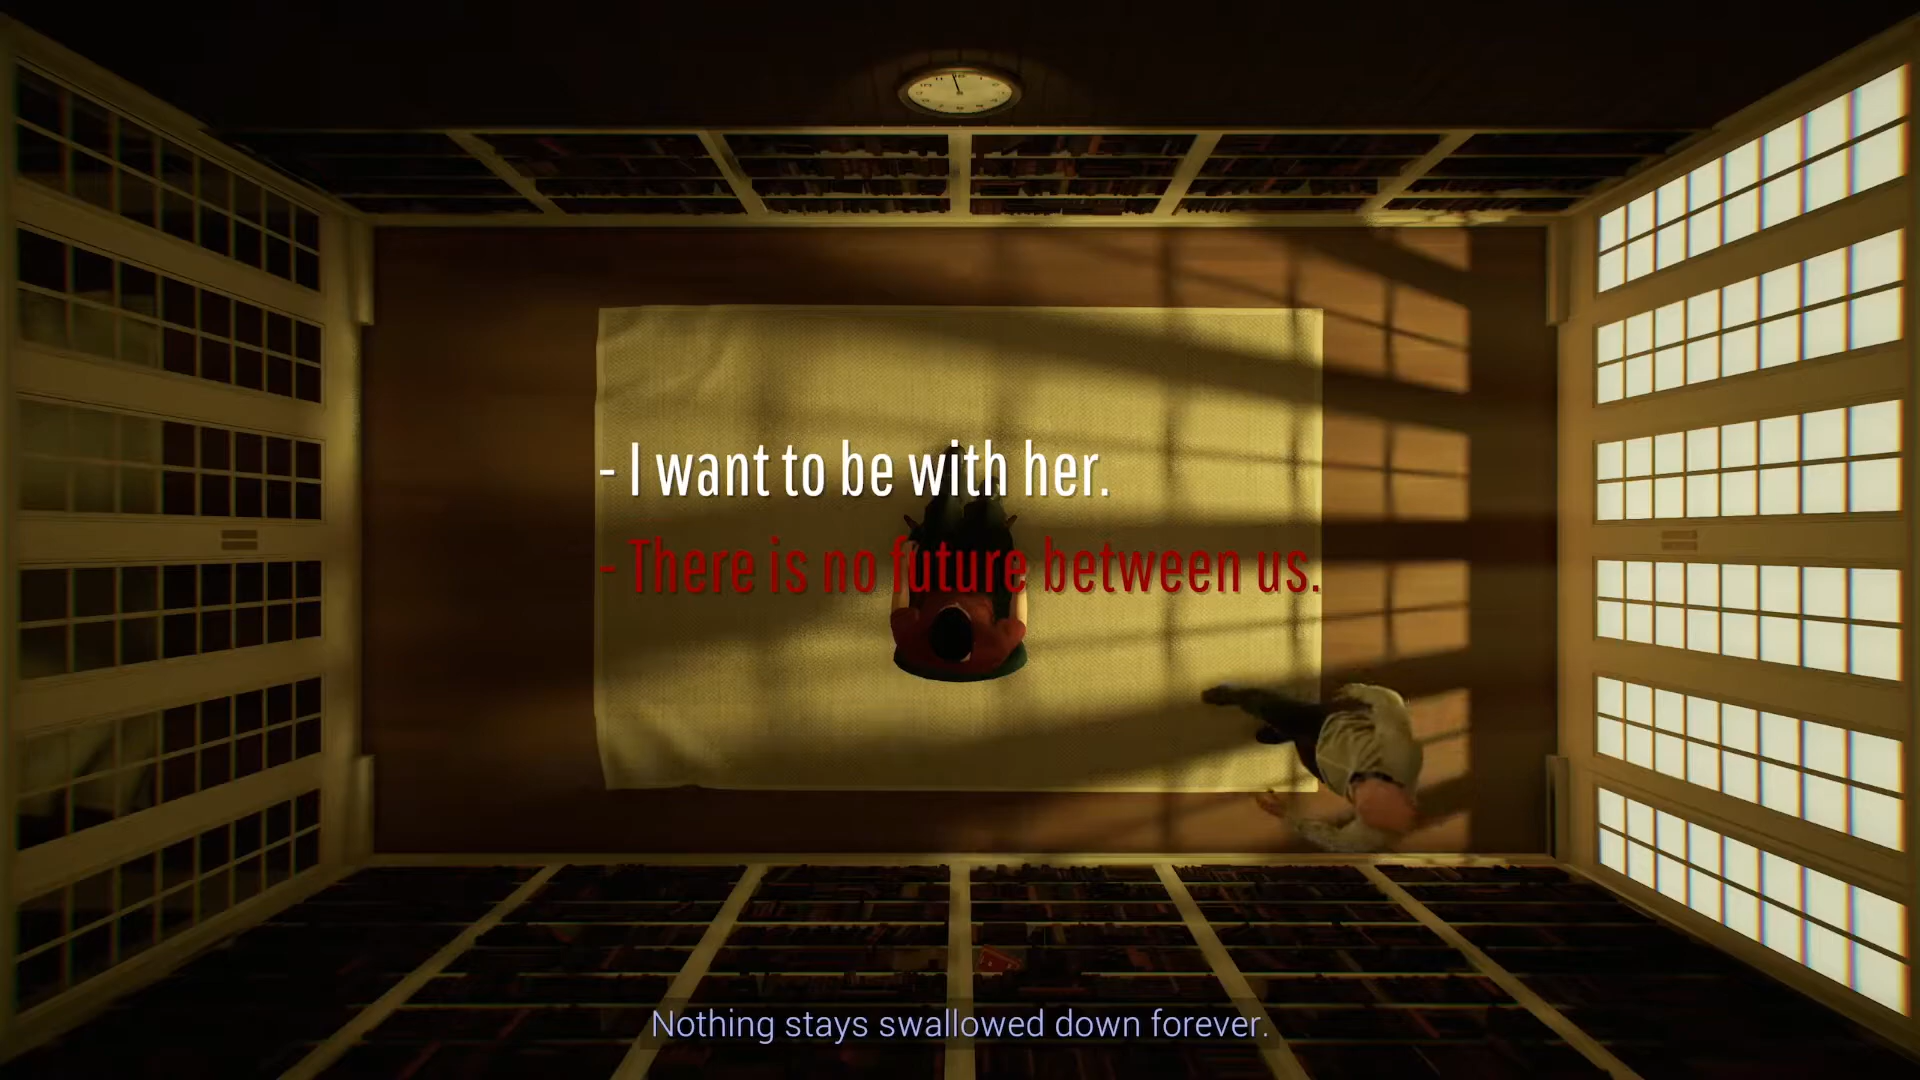 - I want to be with her.
- There is no future between us.
Nothing stays swallowed down forever.